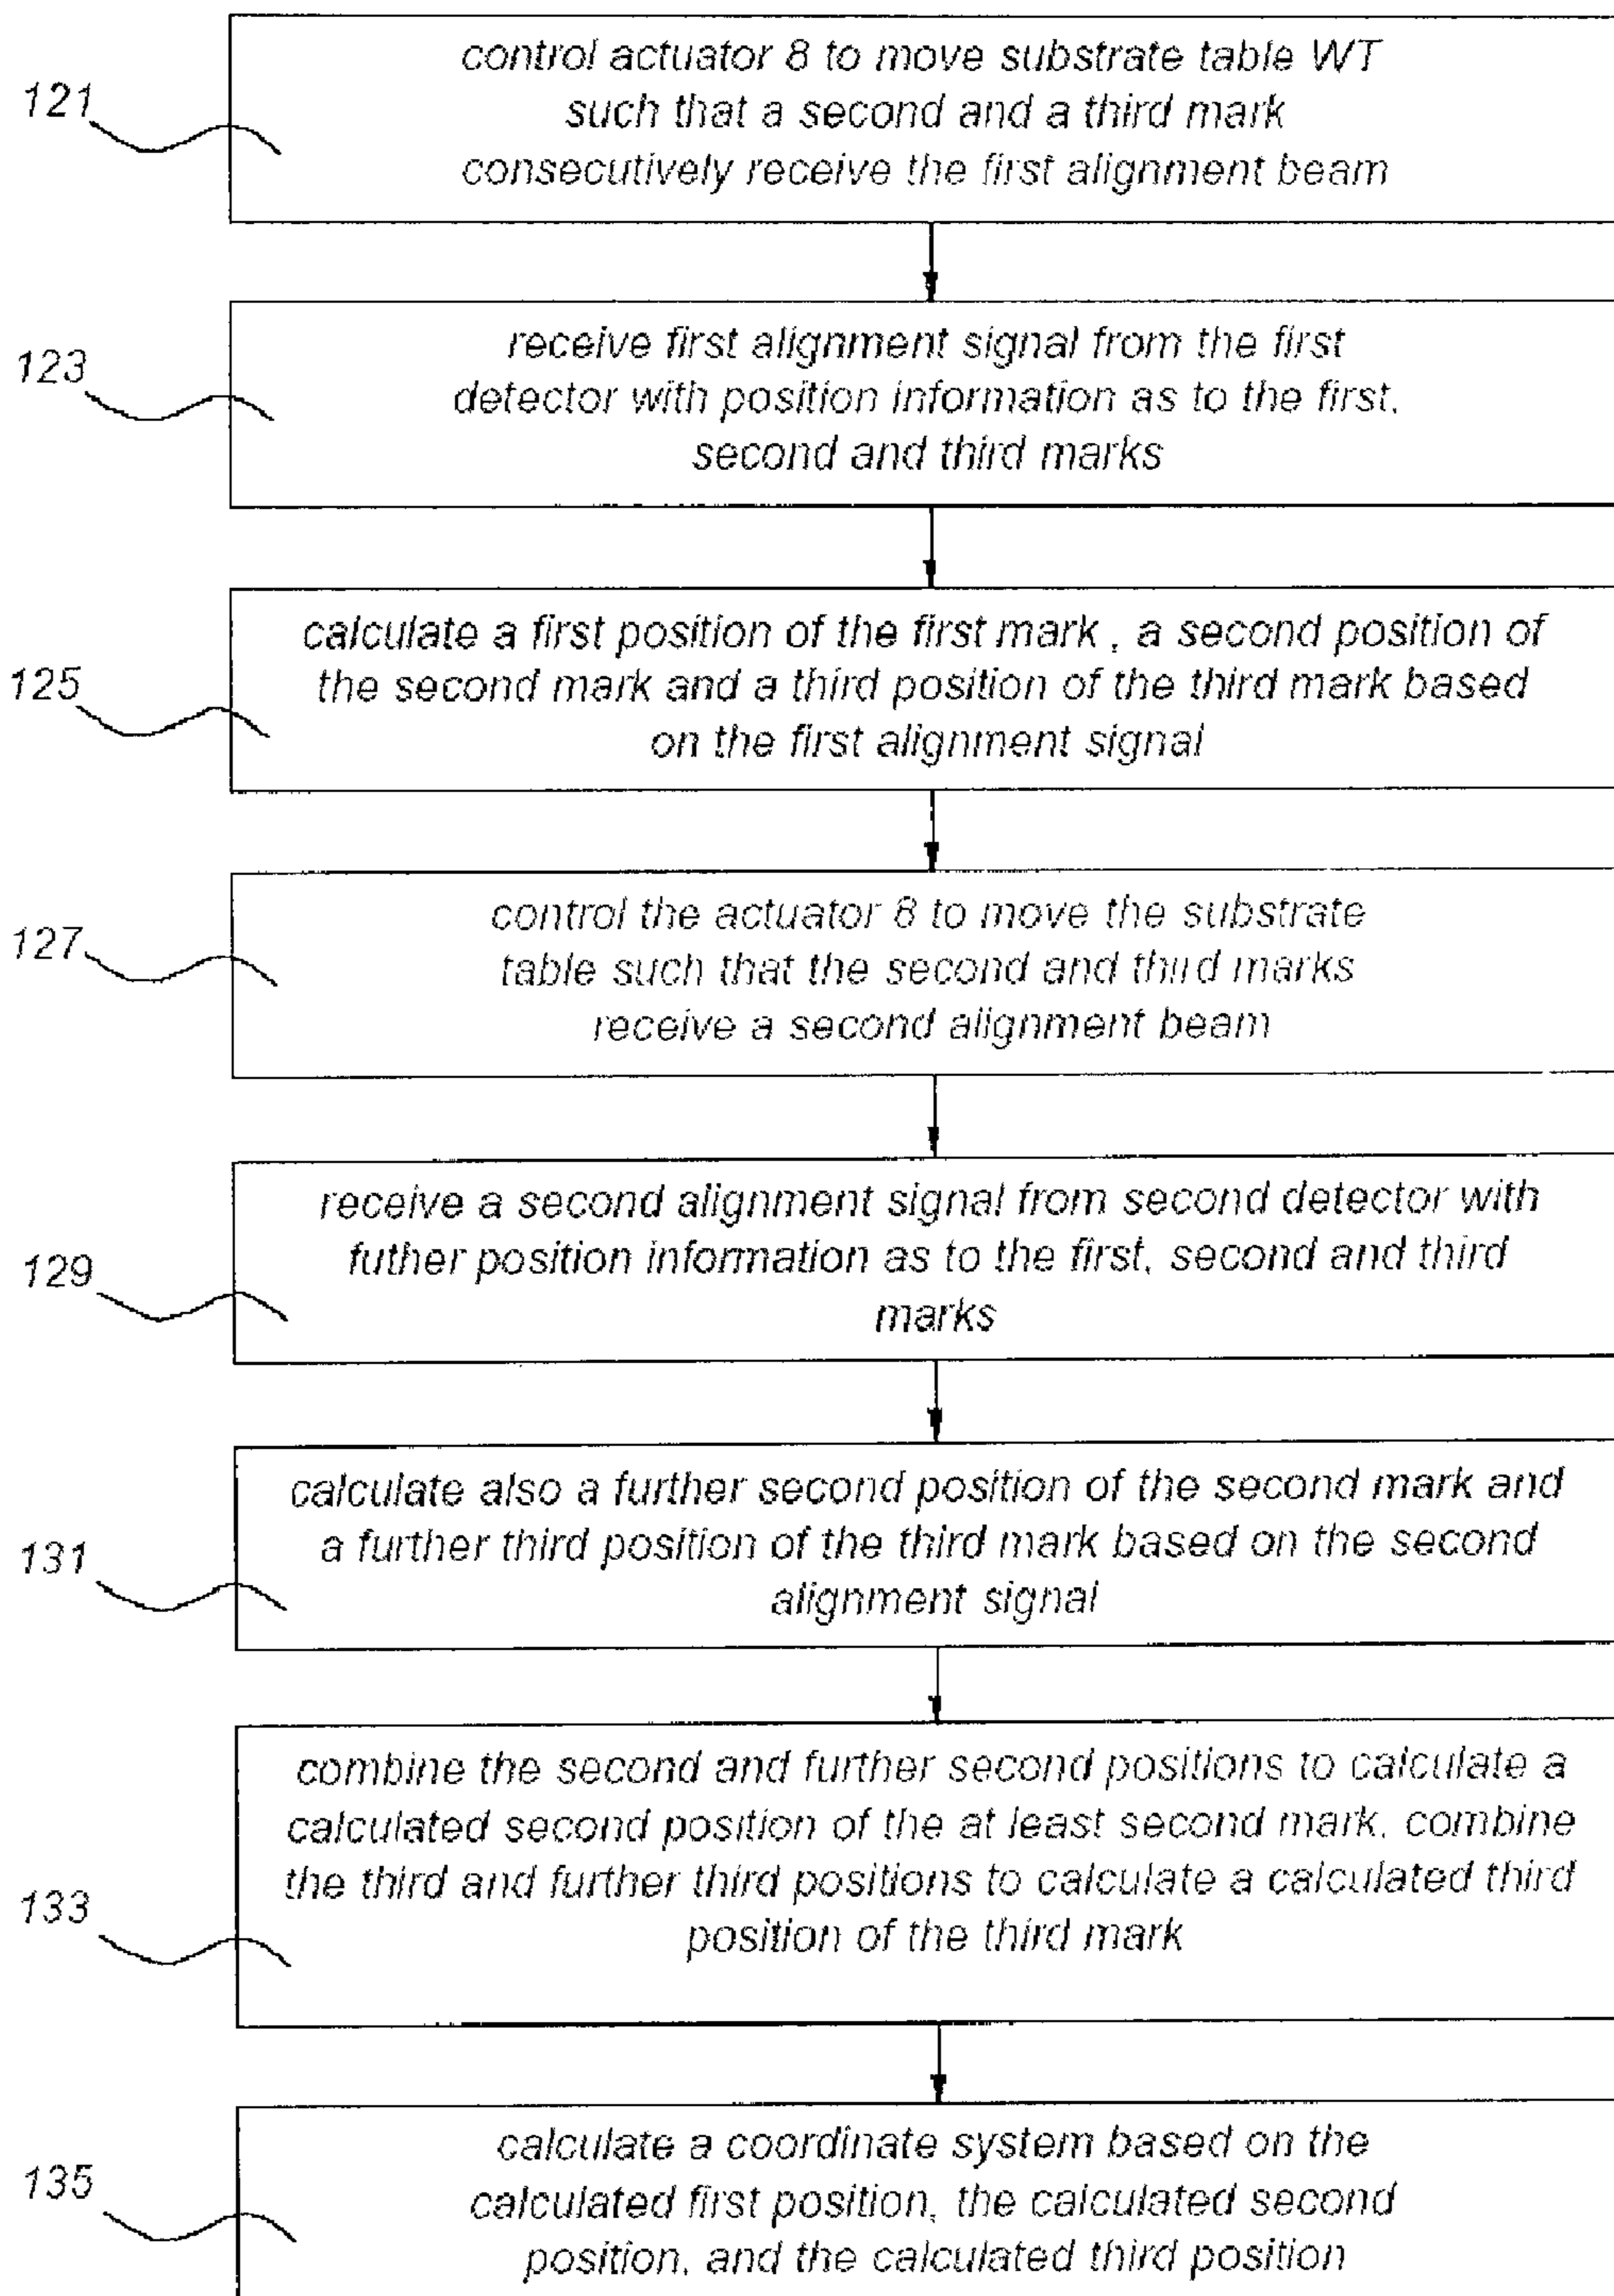 121
control actuator 8 to move substrate table WT
such that a second and a third mark
consecutively receive the first alignment beam
123
receive first alignment signal from the first
detector with position information as to the first,
second and third marks
125
calculate a first position of the first mark , a second position of
the second mark and a third position of the third mark based
on the first alignment signal
127
control the actuator 8 to move the substrate
table such that the second and third marks
receive a second alignment beam
129
receive a second alignment signal from second detector with
futher position information as to the first, second and third
marks
131
calculate also a further second position of the second mark and
a further third position of the third mark based on the second
alignment signal
133
combine the second and further second positions to calculate a
calculated second position of the at least second mark, combine
the third and further third positions to calculate a calculated third
position of the third mark
135
calculate a coordinate system based on the
calculated first position, the calculated second
position, and the calculated third position